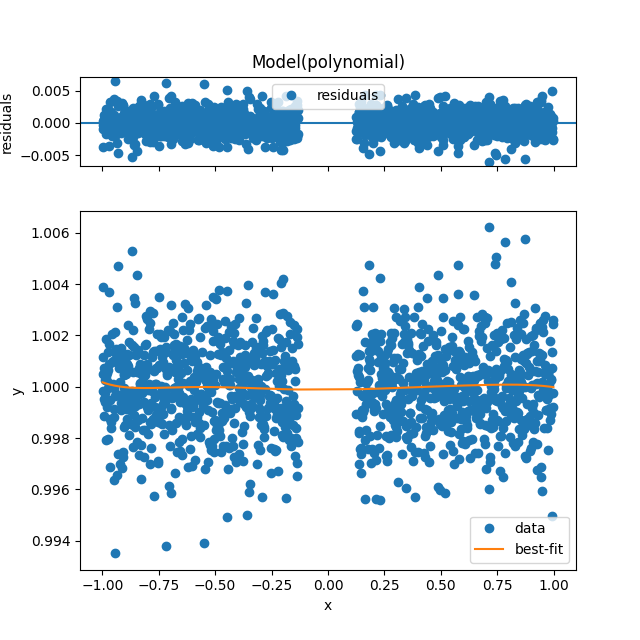 Model(polynomial)
residuals
0.005
0.000
−0.005
residuals
y
1.006
1.004
1.002
1.000
0.998
0.996
0.994
data
best-fit
−1.00 −0.75 −0.50 −0.25 0.00 0.25 0.50 0.75 1.00
x